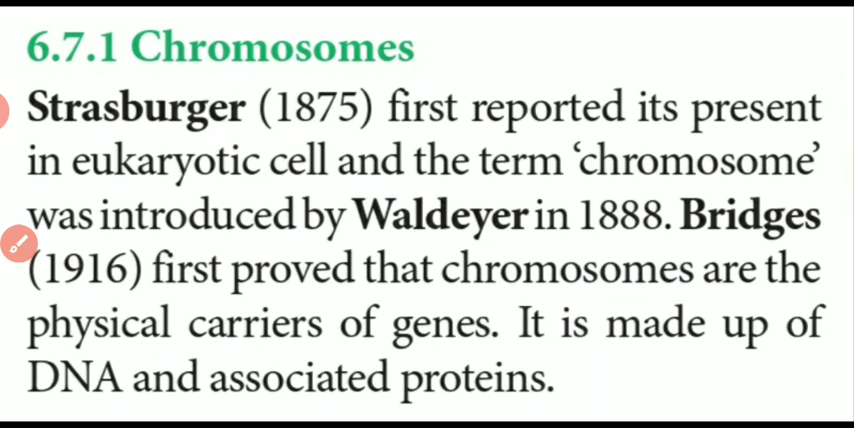 6.7.1 Chromosomes
Strasburger (1875) first reported its present
in eukaryotic cell and the term ‘chromosome’
was introduced by Waldeyer in 1888. Bridges
(1916) first proved that chromosomes are the
physical carriers of genes. It is made up of
DNA and associated proteins.